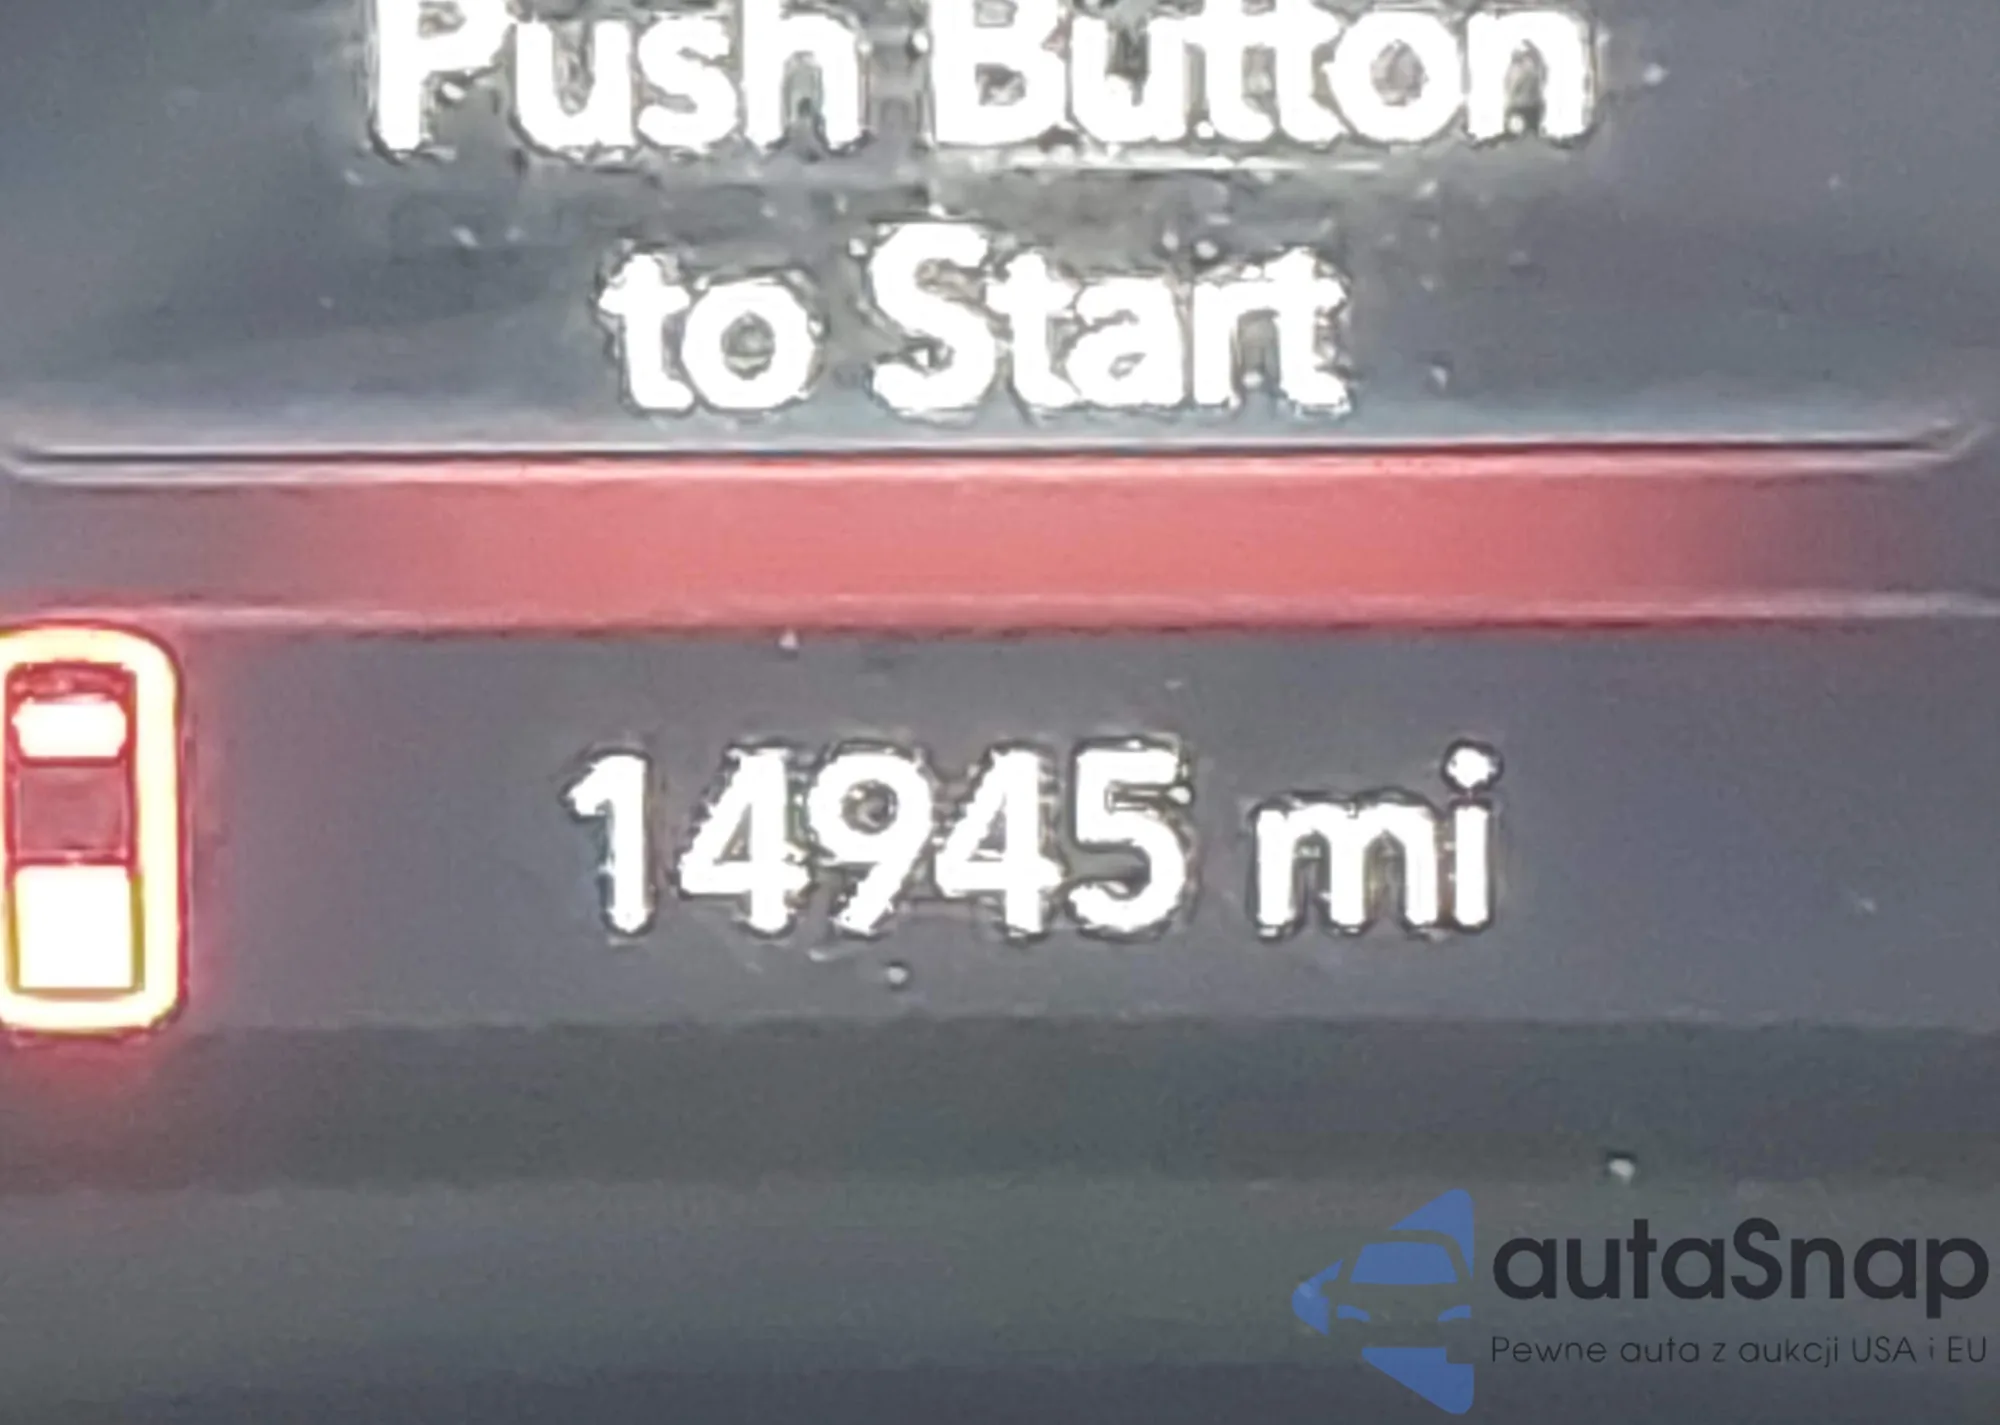 Push Button
to Start
14945 mi
autaSnap
Pewne auta z aukcji USA i EU